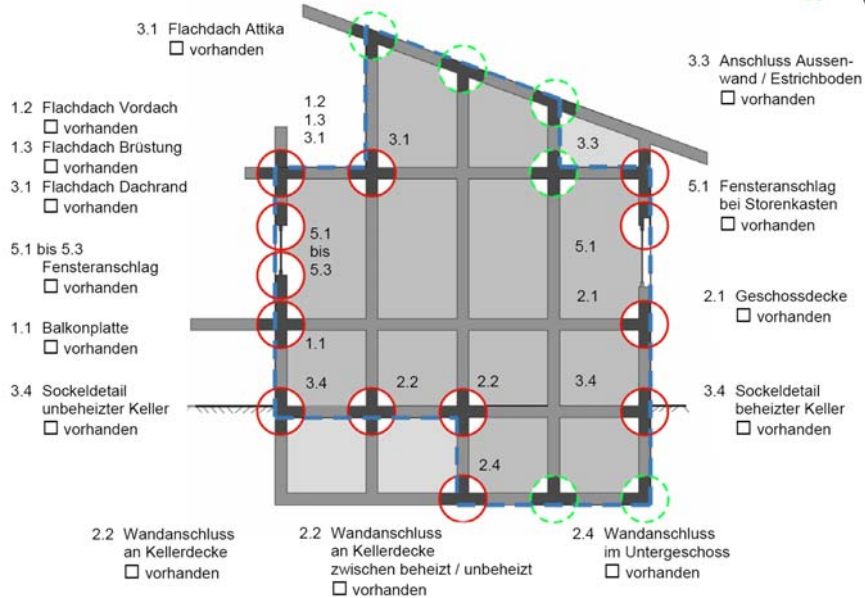 3.1 Flachdach Attika
☐ vorhanden
1.2 Flachdach Vordach
☐ vorhanden
1.3 Flachdach Brüstung
☐ vorhanden
3.1 Flachdach Dachrand
☐ vorhanden
5.1 bis 5.3
Fensteranschlag
☐ vorhanden
1.1 Balkonplatte
☐ vorhanden
3.4 Sockeldetail
unbeheizter Keller
☐ vorhanden
1.2
1.3
3.1
3.1
3.3
5.1
bis
5.3
5.1
2.1
1.1
3.4
2.2
2.2
3.4
2.4
3.3 Anschluss Aussen-
wand / Estrichboden
☐ vorhanden
5.1 Fensteranschlag
bei Storenkasten
☐ vorhanden
2.1 Geschossdecke
☐ vorhanden
3.4 Sockeldetail
beheizter Keller
☐ vorhanden
2.2 Wandanschluss
an Kellerdecke
☐ vorhanden
2.2 Wandanschluss
an Kellerdecke
zwischen beheizt / unbeheizt
☐ vorhanden
2.4 Wandanschluss
im Untergeschoss
☐ vorhanden